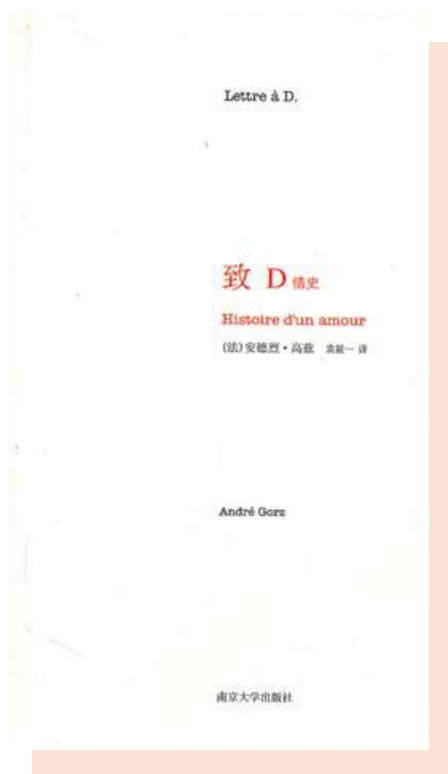 Lettre à D.
致 D 情史
Histoire d'un amour
(法)安德烈·高兹 袁筱一 译
André Gorz
南京大学出版社